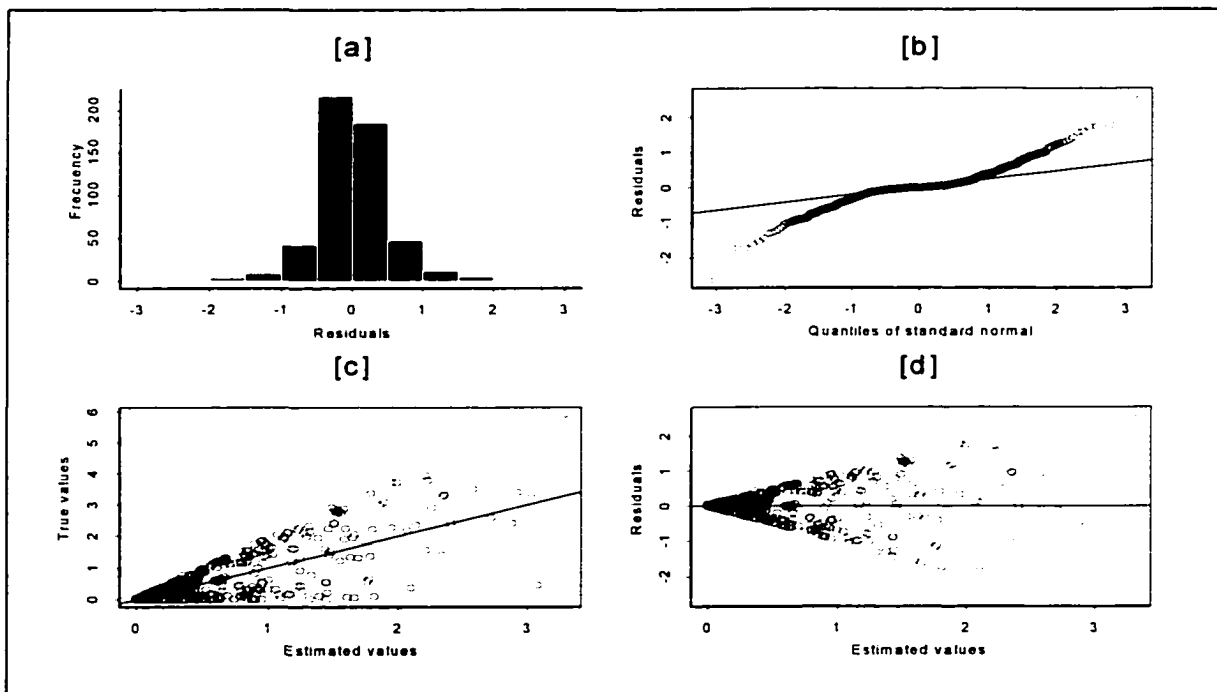 [a]
Frecuency
200
150
100
50
0
-3 -2 -1 0 1 2 3
Residuals
[b]
Residuals
2
1
0
-1
-2
-3 -2 -1 0 1 2 3
Quantiles of standard normal
[c]
True values
6
5
4
3
2
1
0
0 1 2 3
Estimated values
[d]
Residuals
2
1
0
-1
-2
0 1 2 3
Estimated values